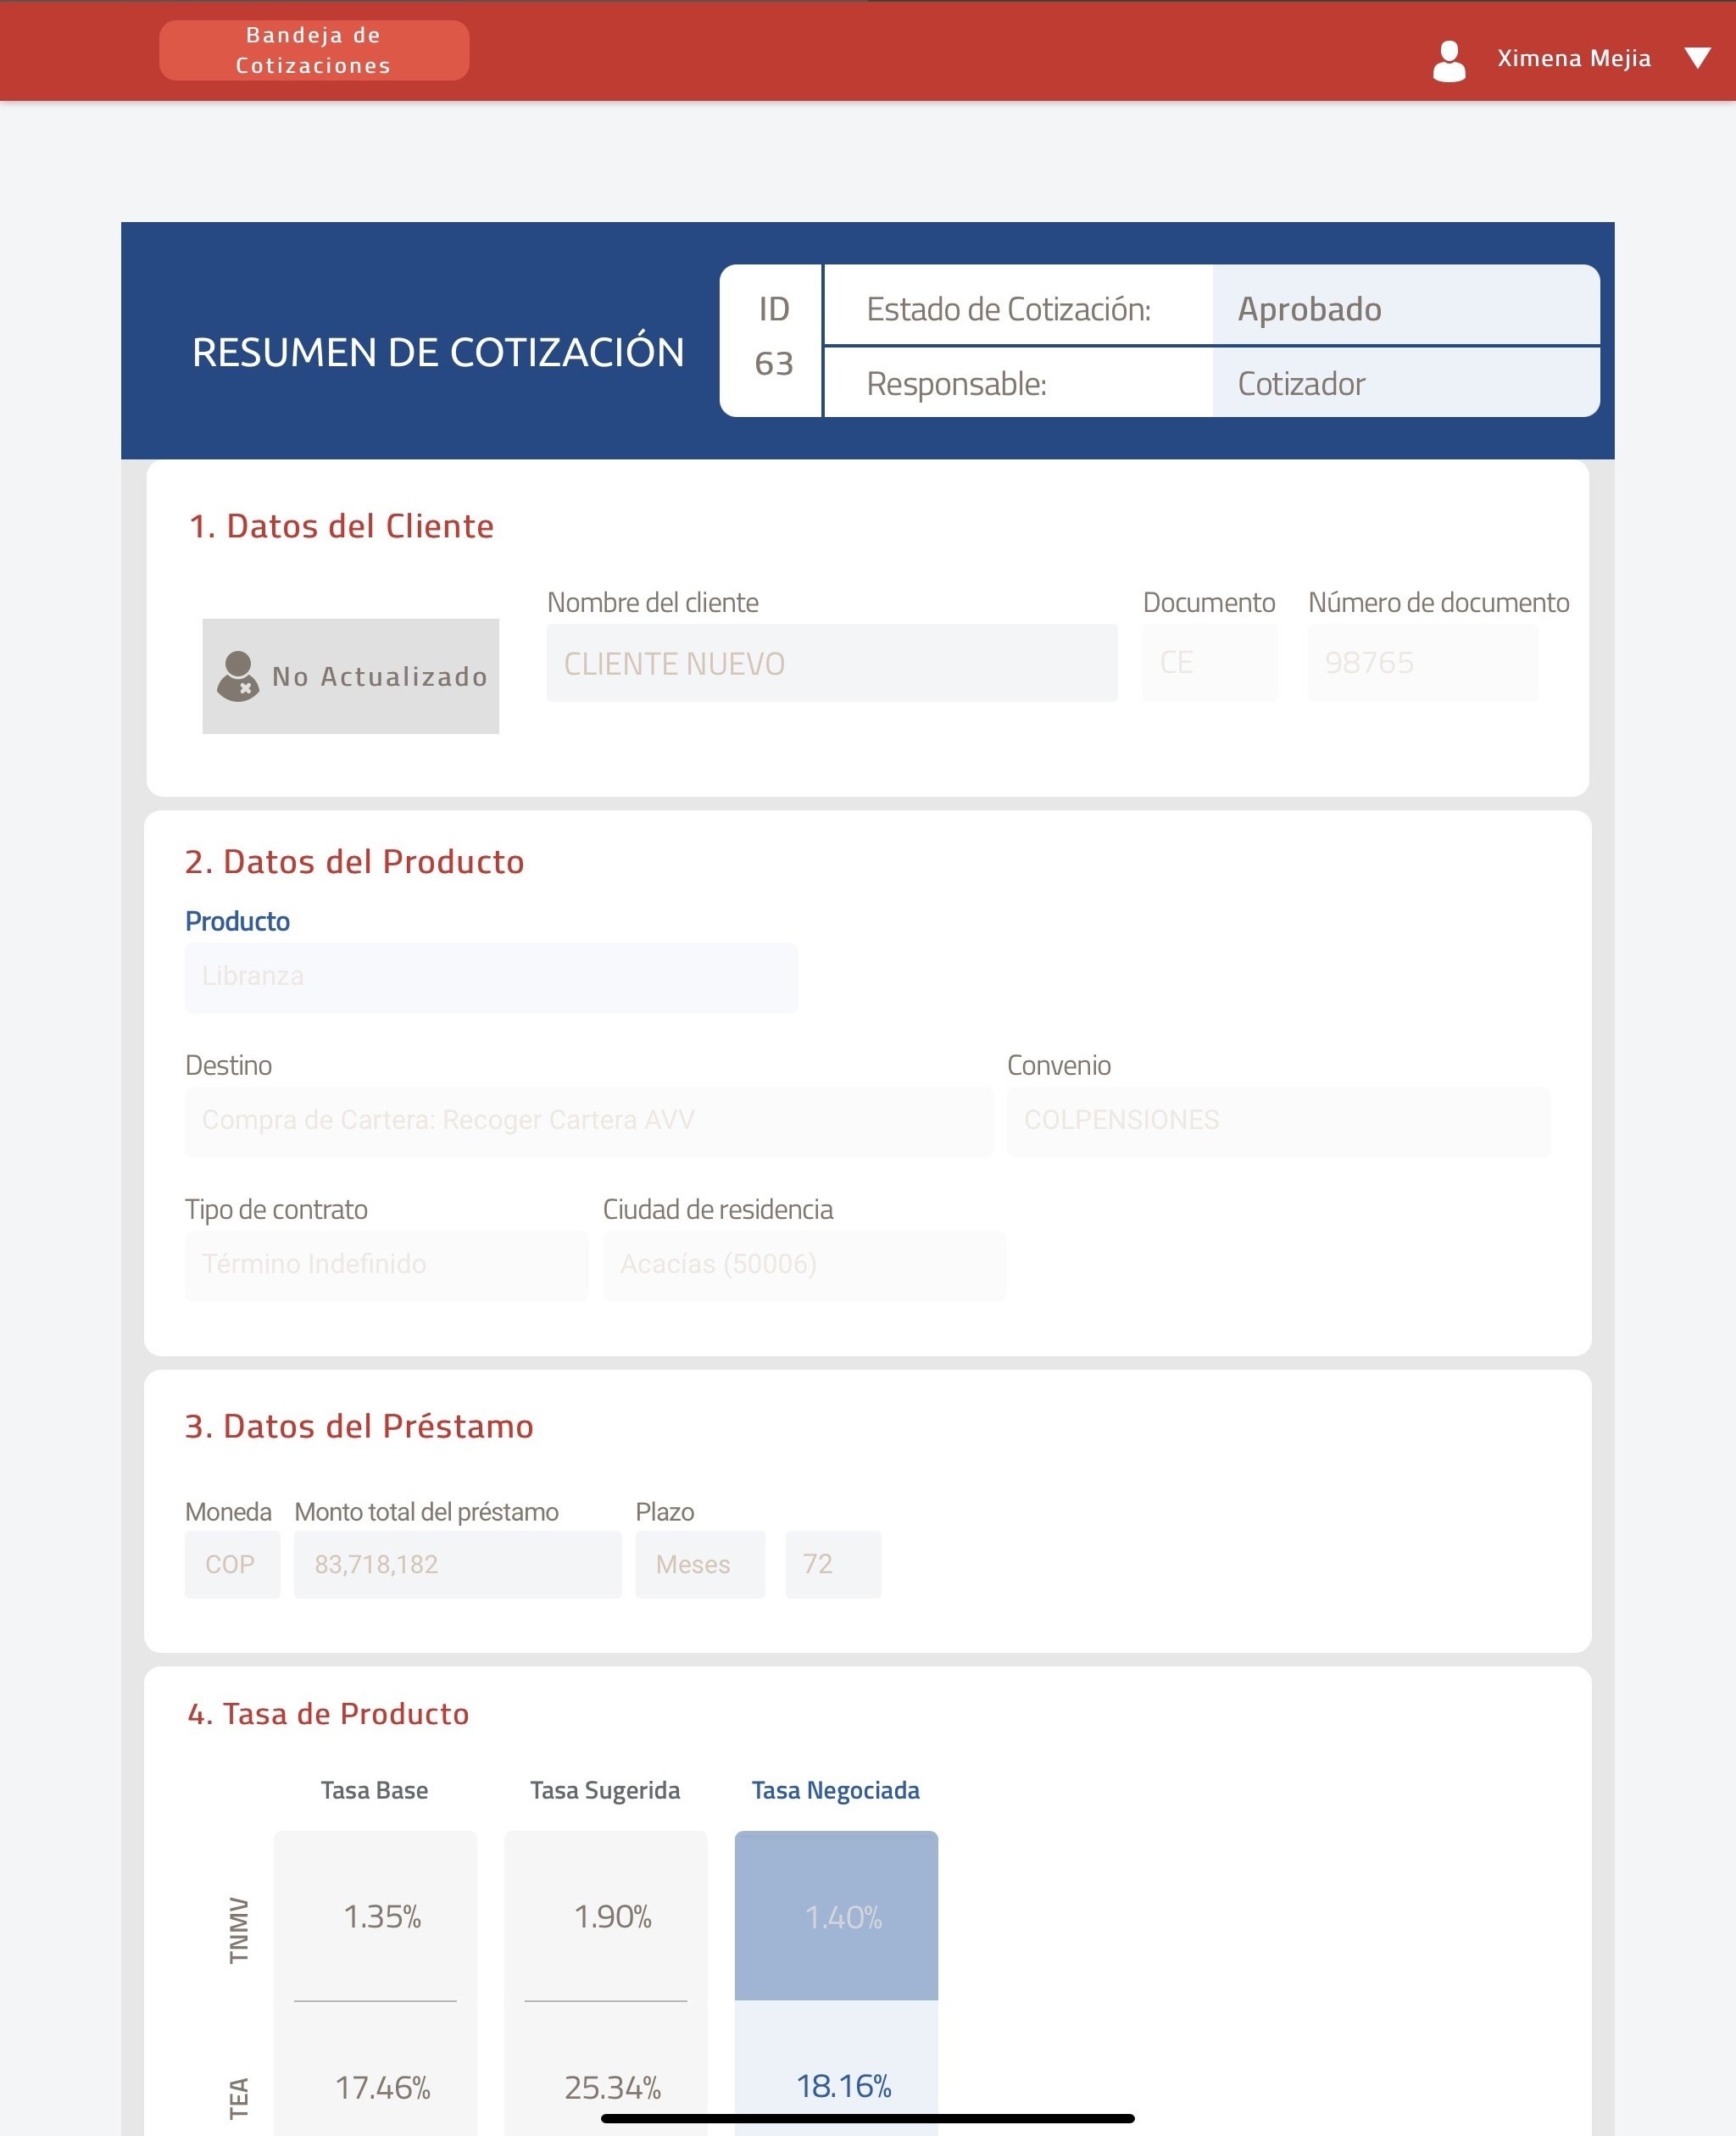 Bandeja de
Cotizaciones
Ximena Mejia
RESUMEN DE COTIZACIÓN
ID
63
Estado de Cotización:
Aprobado
Responsable:
Cotizador
1. Datos del Cliente
No Actualizado
Nombre del cliente
CLIENTE NUEVO
Documento
CE
Número de documento
98765
2. Datos del Producto
Producto
Libranza
Destino
Compra de Cartera: Recoger Cartera AVV
Convenio
COLPENSIONES
Tipo de contrato
Término Indefinido
Ciudad de residencia
Acacías (50006)
3. Datos del Préstamo
Moneda
COP
Monto total del préstamo
83,718,182
Plazo
Meses
72
4. Tasa de Producto
Tasa Base
Tasa Sugerida
Tasa Negociada
TNMV
1.35%
1.90%
1.40%
TEA
17.46%
25.34%
18.16%